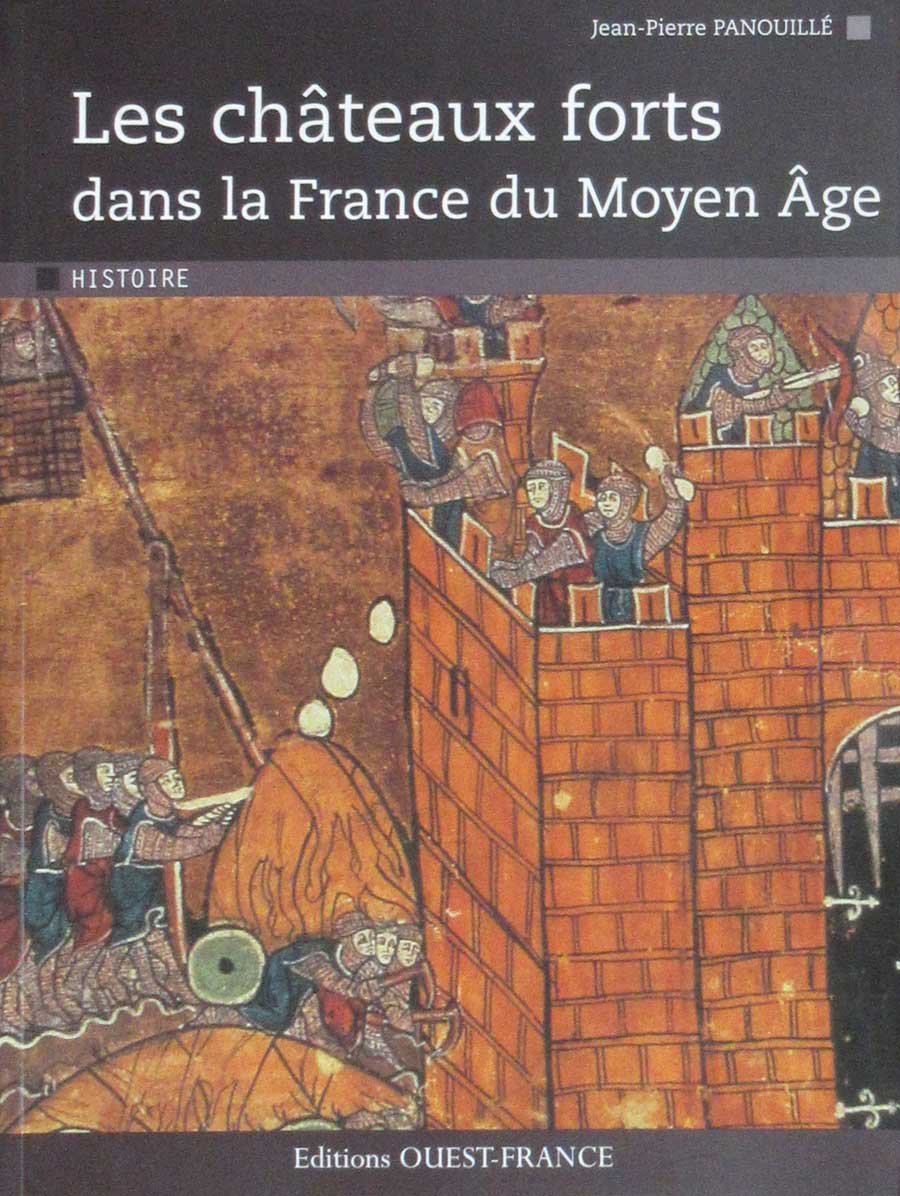 Jean-Pierre PANOUILLÉ
Les châteaux forts
dans la France du Moyen Âge
HISTOIRE
Editions OUEST-FRANCE